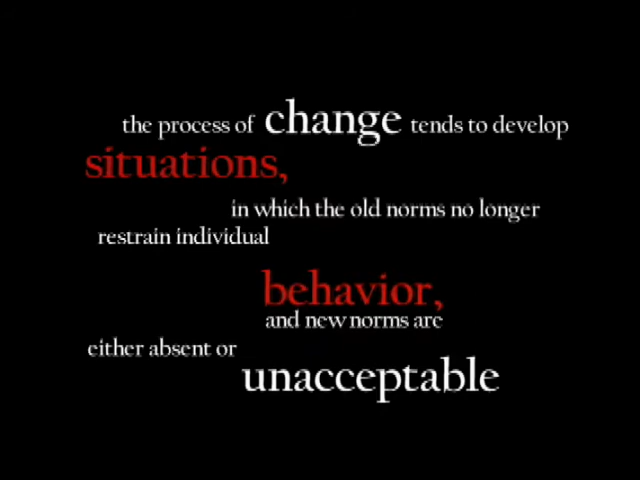 the process of change tends to develop
situations,
in which the old norms no longer
restrain individual
behavior,
and new norms are
either absent or
unacceptable